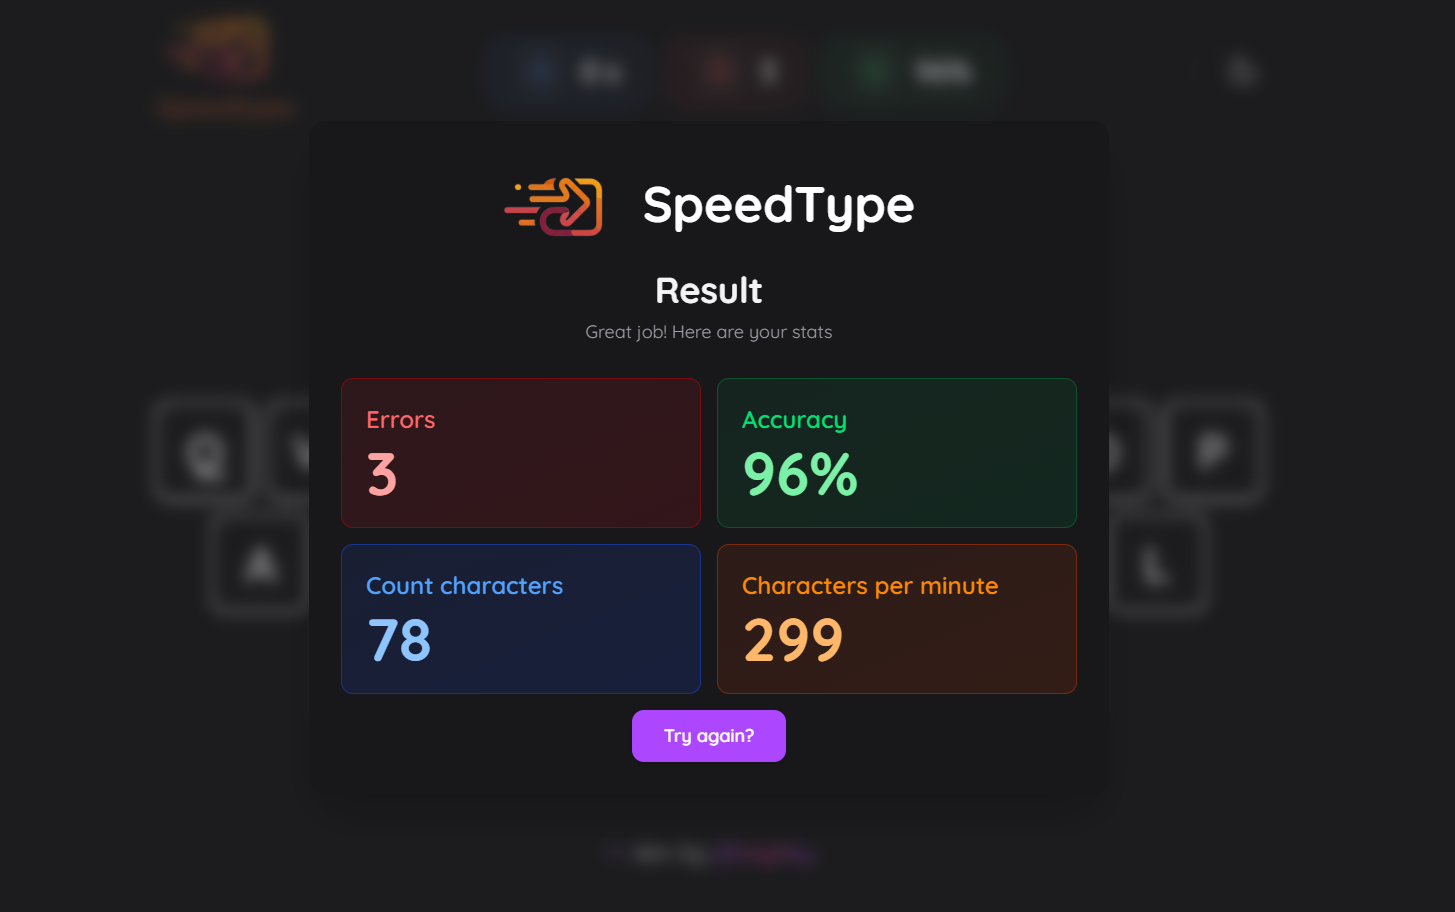 SpeedType
Result
Great job! Here are your stats
Errors
3
Accuracy
96%
Count characters
78
Characters per minute
299
Try again?
Q
P
A
L